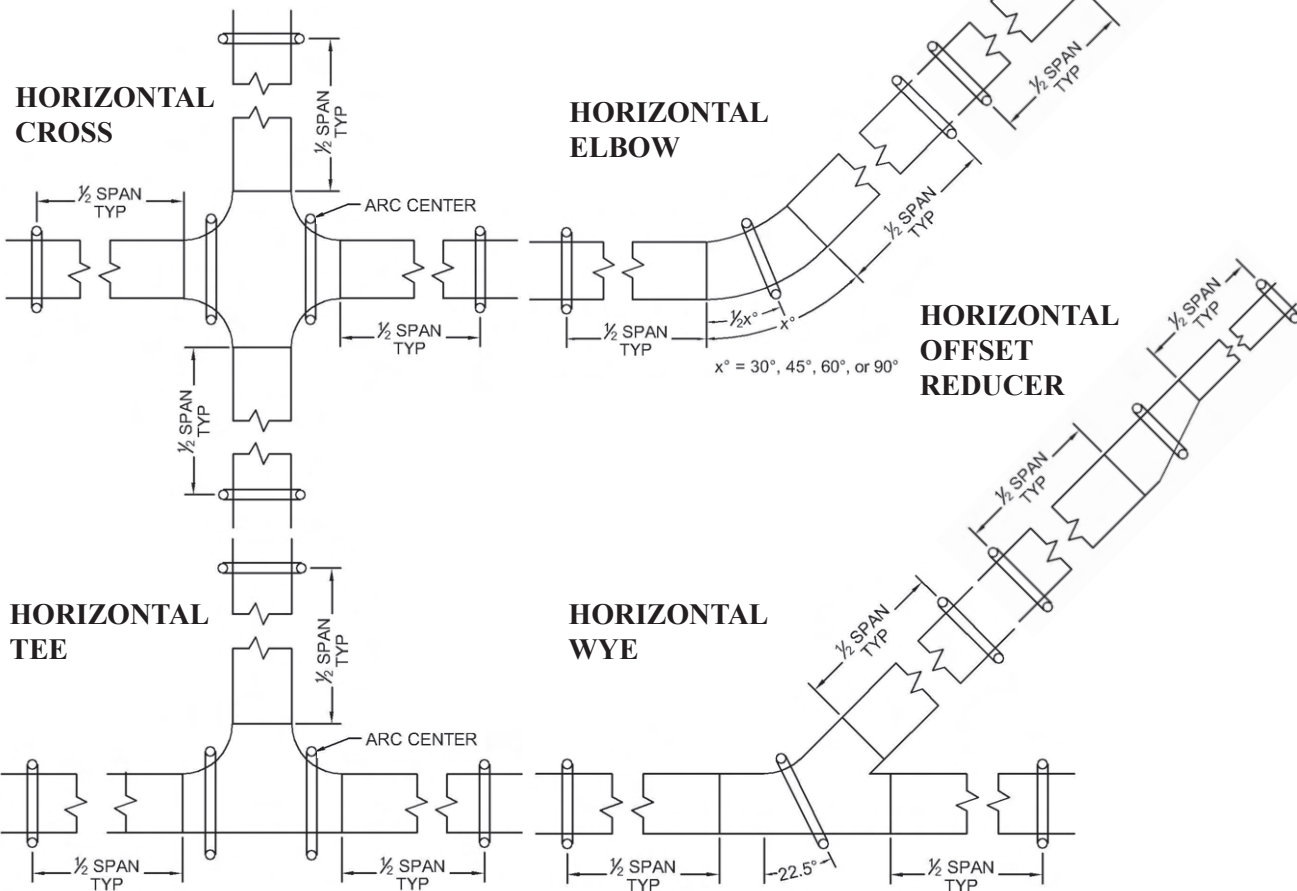 HORIZONTAL
CROSS
½ SPAN
TYP
½ SPAN
TYP
ARC CENTER
½ SPAN
TYP
½ SPAN
TYP
HORIZONTAL
ELBOW
½ SPAN
TYP
½ SPAN
TYP
½ SPAN
TYP
½x°
x°
x° = 30°, 45°, 60°, or 90°
HORIZONTAL
OFFSET
REDUCER
½ SPAN
TYP
½ SPAN
TYP
HORIZONTAL
TEE
½ SPAN
TYP
ARC CENTER
½ SPAN
TYP
½ SPAN
TYP
HORIZONTAL
WYE
½ SPAN
TYP
½ SPAN
TYP
22.5°
½ SPAN
TYP